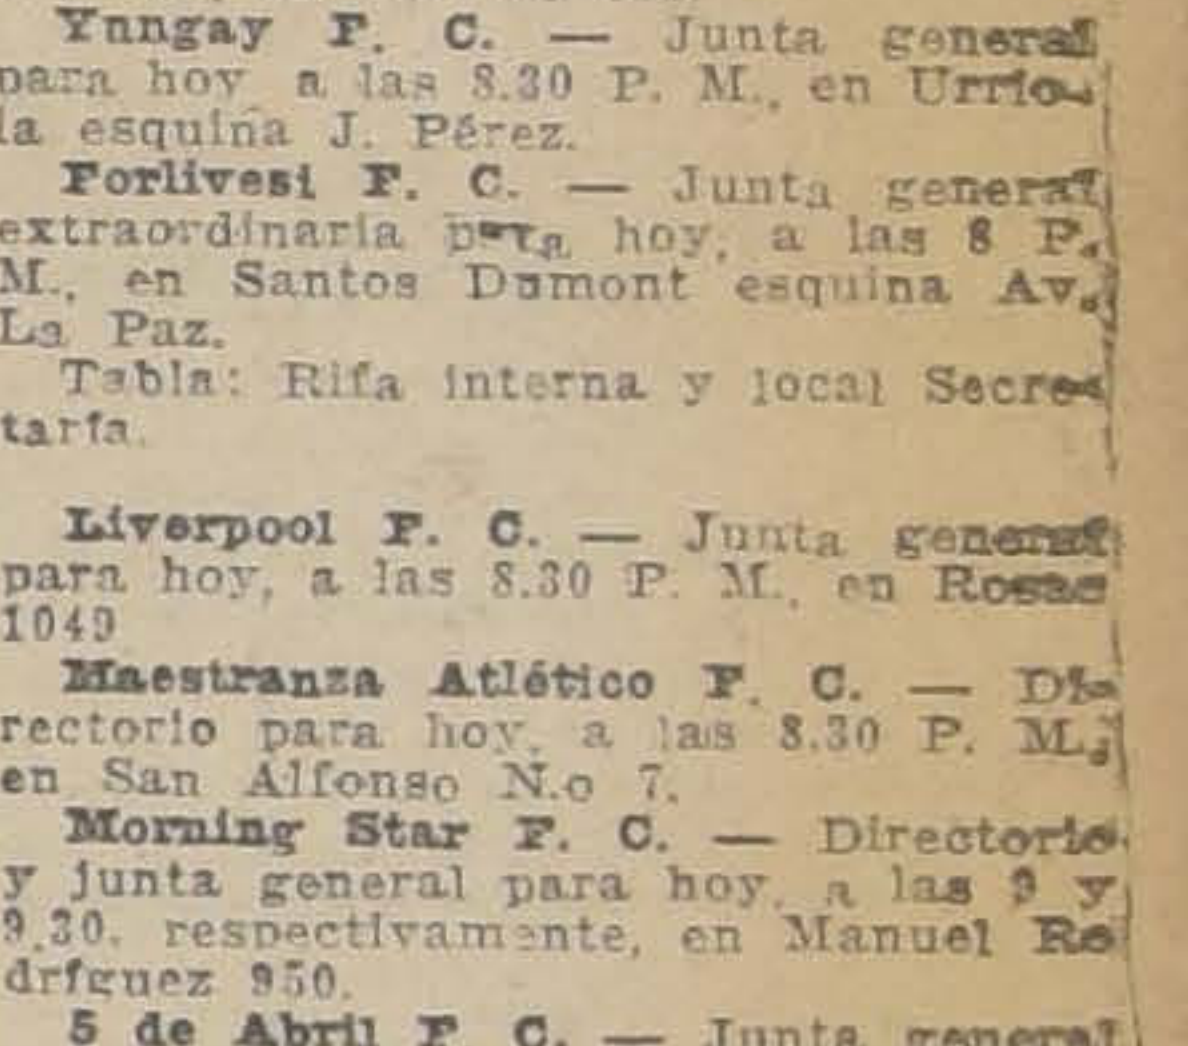 Yungay F. C. — Junta general
para hoy a las 8.30 P. M., en Urrio-
la esquina J. Pérez.
Forlivesi F. C. — Junta general
extraordinaria para hoy, a las 8 P.
M., en Santos Dumont esquina Av.
La Paz.
Tabla: Rifa interna y local Secre-
taría.
Liverpool F. C. — Junta general
para hoy, a las 8.30 P. M., en Rosas
1049
Maestranza Atlético F. C. — Di-
rectorio para hoy, a las 8.30 P. M.,
en San Alfonso N.o 7.
Morning Star F. C. — Directorio
y junta general para hoy, a las 9 y
9.30, respectivamente, en Manuel Ro
dríguez 950.
5 de Abril F C. — Junta general